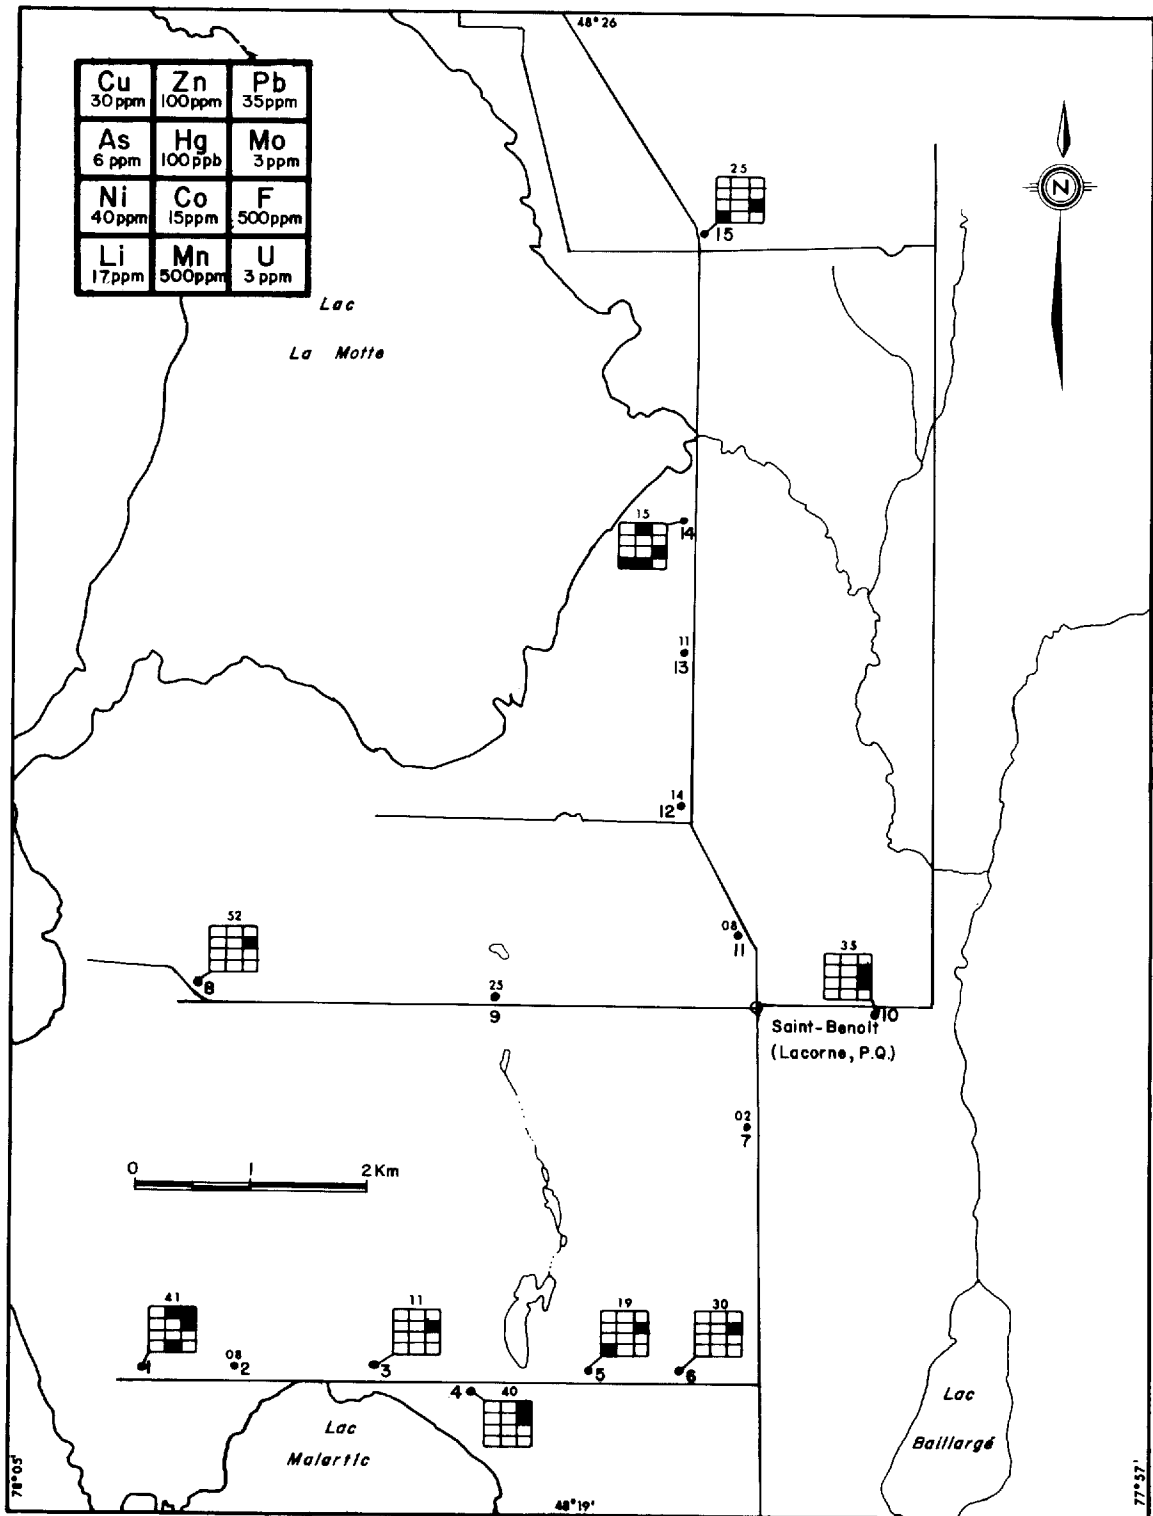 48°26
Cu Zn Pb
30 ppm 100 ppm 35 ppm
As Hg Mo
6 ppm 100 ppb 3 ppm
Ni Co F
40 ppm 15 ppm 500 ppm
Li Mn U
17 ppm 500 ppm 3 ppm
N
25
15
Lac
La Motte
15
14
11
13
14
12
08
11
52
8
25
9
35
10
Saint-Benoît
(Lacorne, P.Q.)
02
7
0 1 2 Km
41
1
08
2
11
3
40
4
19
5
30
6
Lac
Malartic
Lac
Baillargé
78°05'
48°19'
77°57'